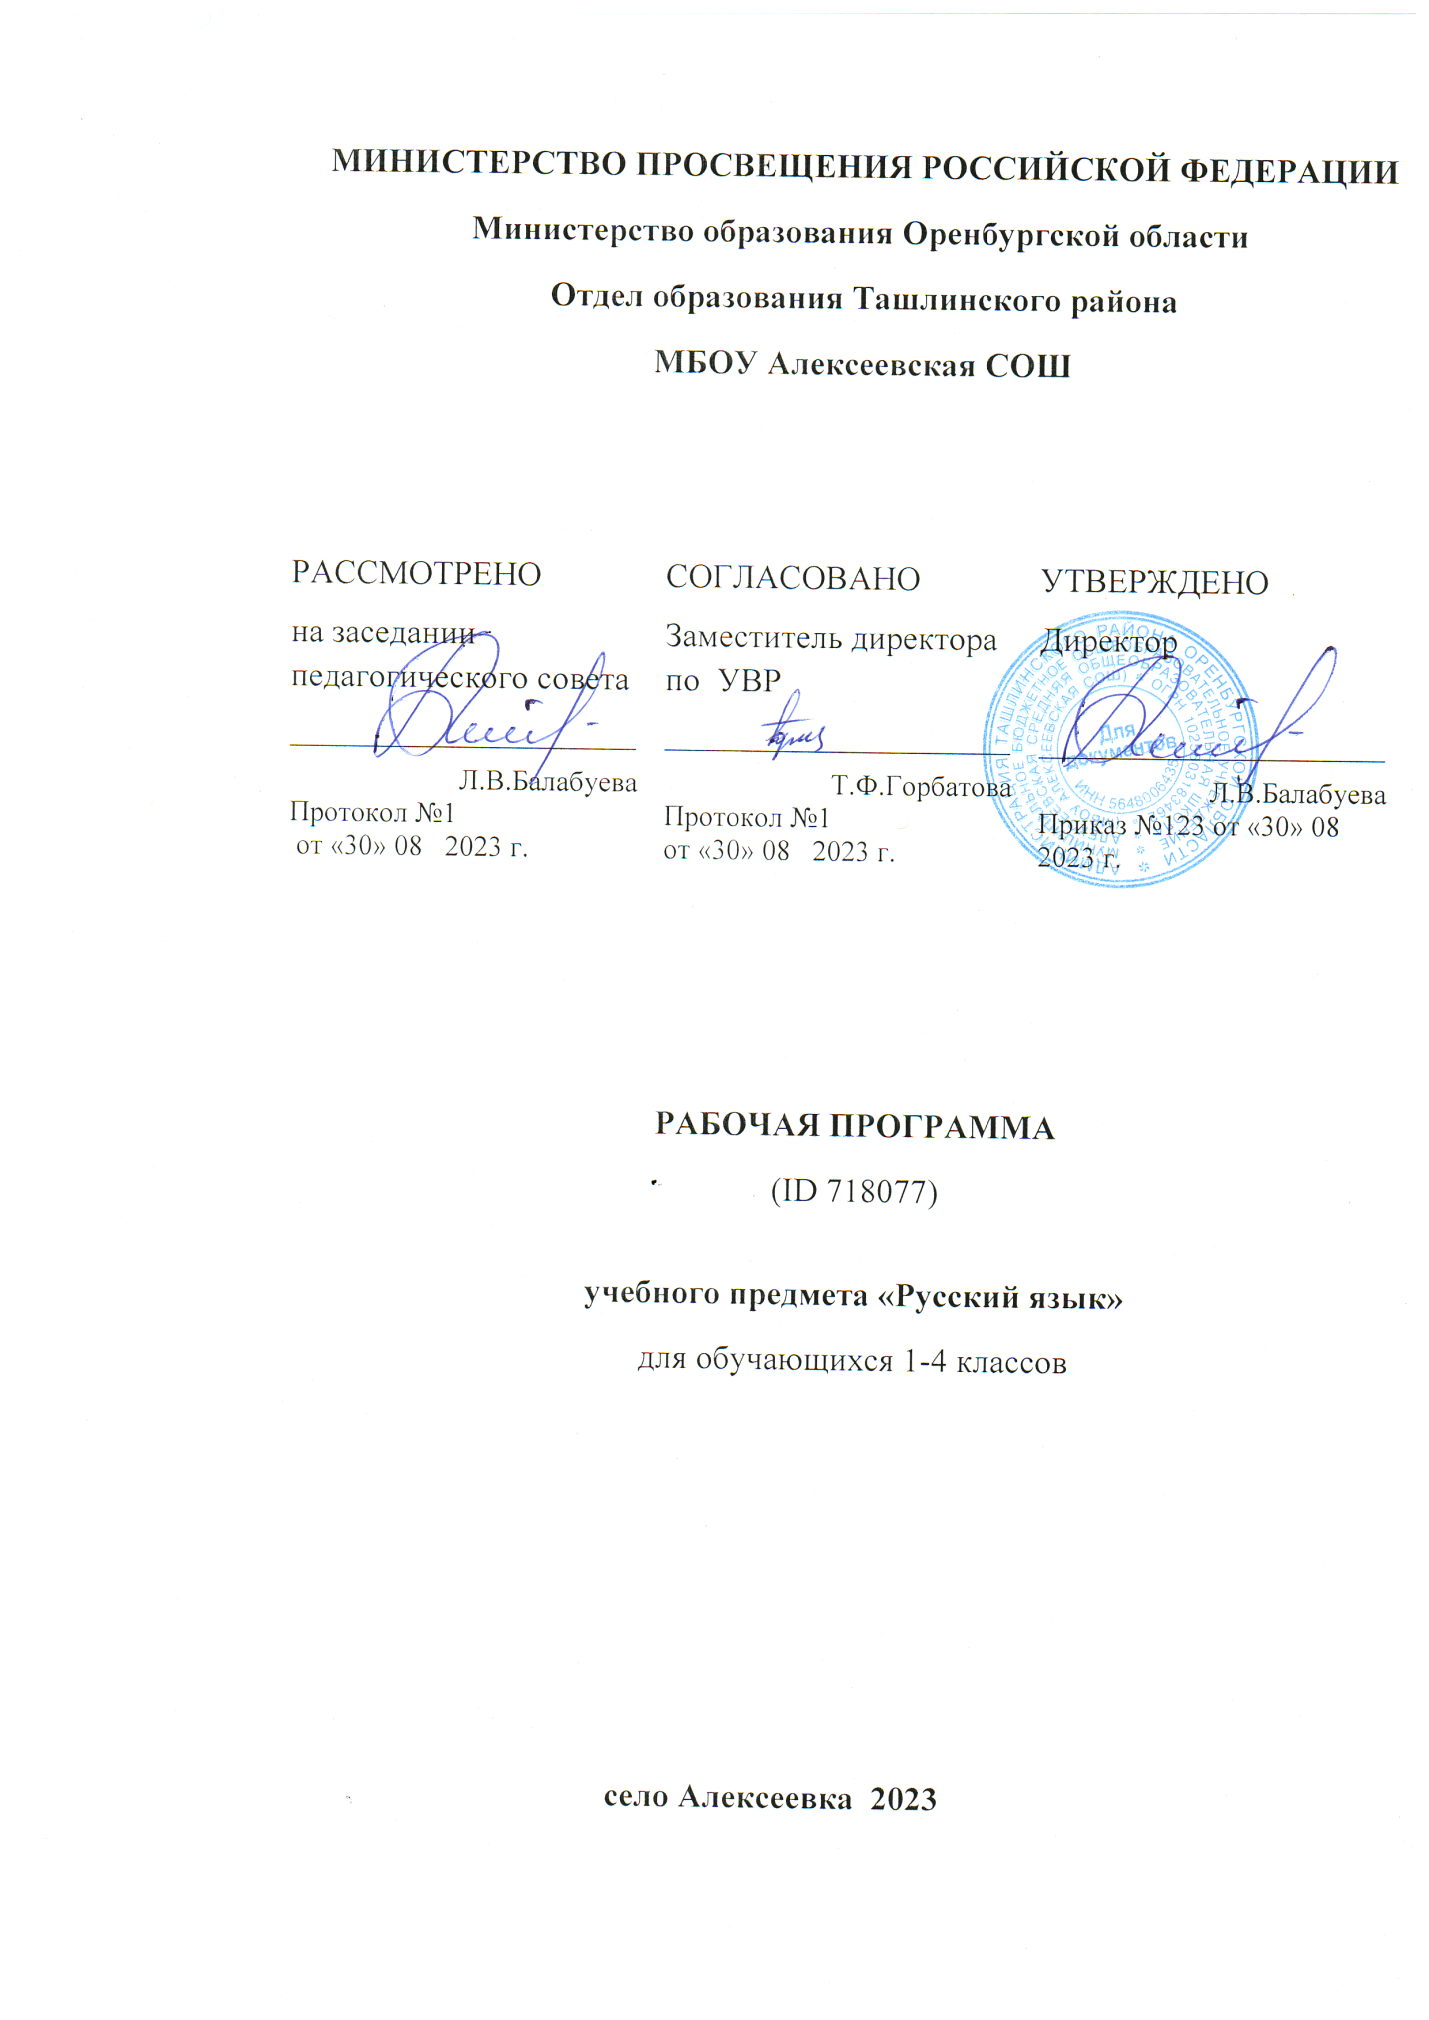 МИНИСТЕРСТВО ПРОСВЕЩЕНИЯ РОССИЙСКОЙ ФЕДЕРАЦИИ
Министерство образования Оренбургской области
Отдел образования Ташлинского района
МБОУ Алексеевская СОШ
РАССМОТРЕНО
на заседании
педагогического совета
Л.В.Балабуева
Протокол №1
от «30» 08 2023 г.
СОГЛАСОВАНО
Заместитель директора
по УВР
Т.Ф.Горбатова
Протокол №1
от «30» 08 2023 г.
УТВЕРЖДЕНО
Директор
Л.В.Балабуева
Приказ №123 от «30» 08
2023 г.
Для
документов
РАБОЧАЯ ПРОГРАММА
(ID 718077)
учебного предмета «Русский язык»
для обучающихся 1-4 классов
село Алексеевка 2023